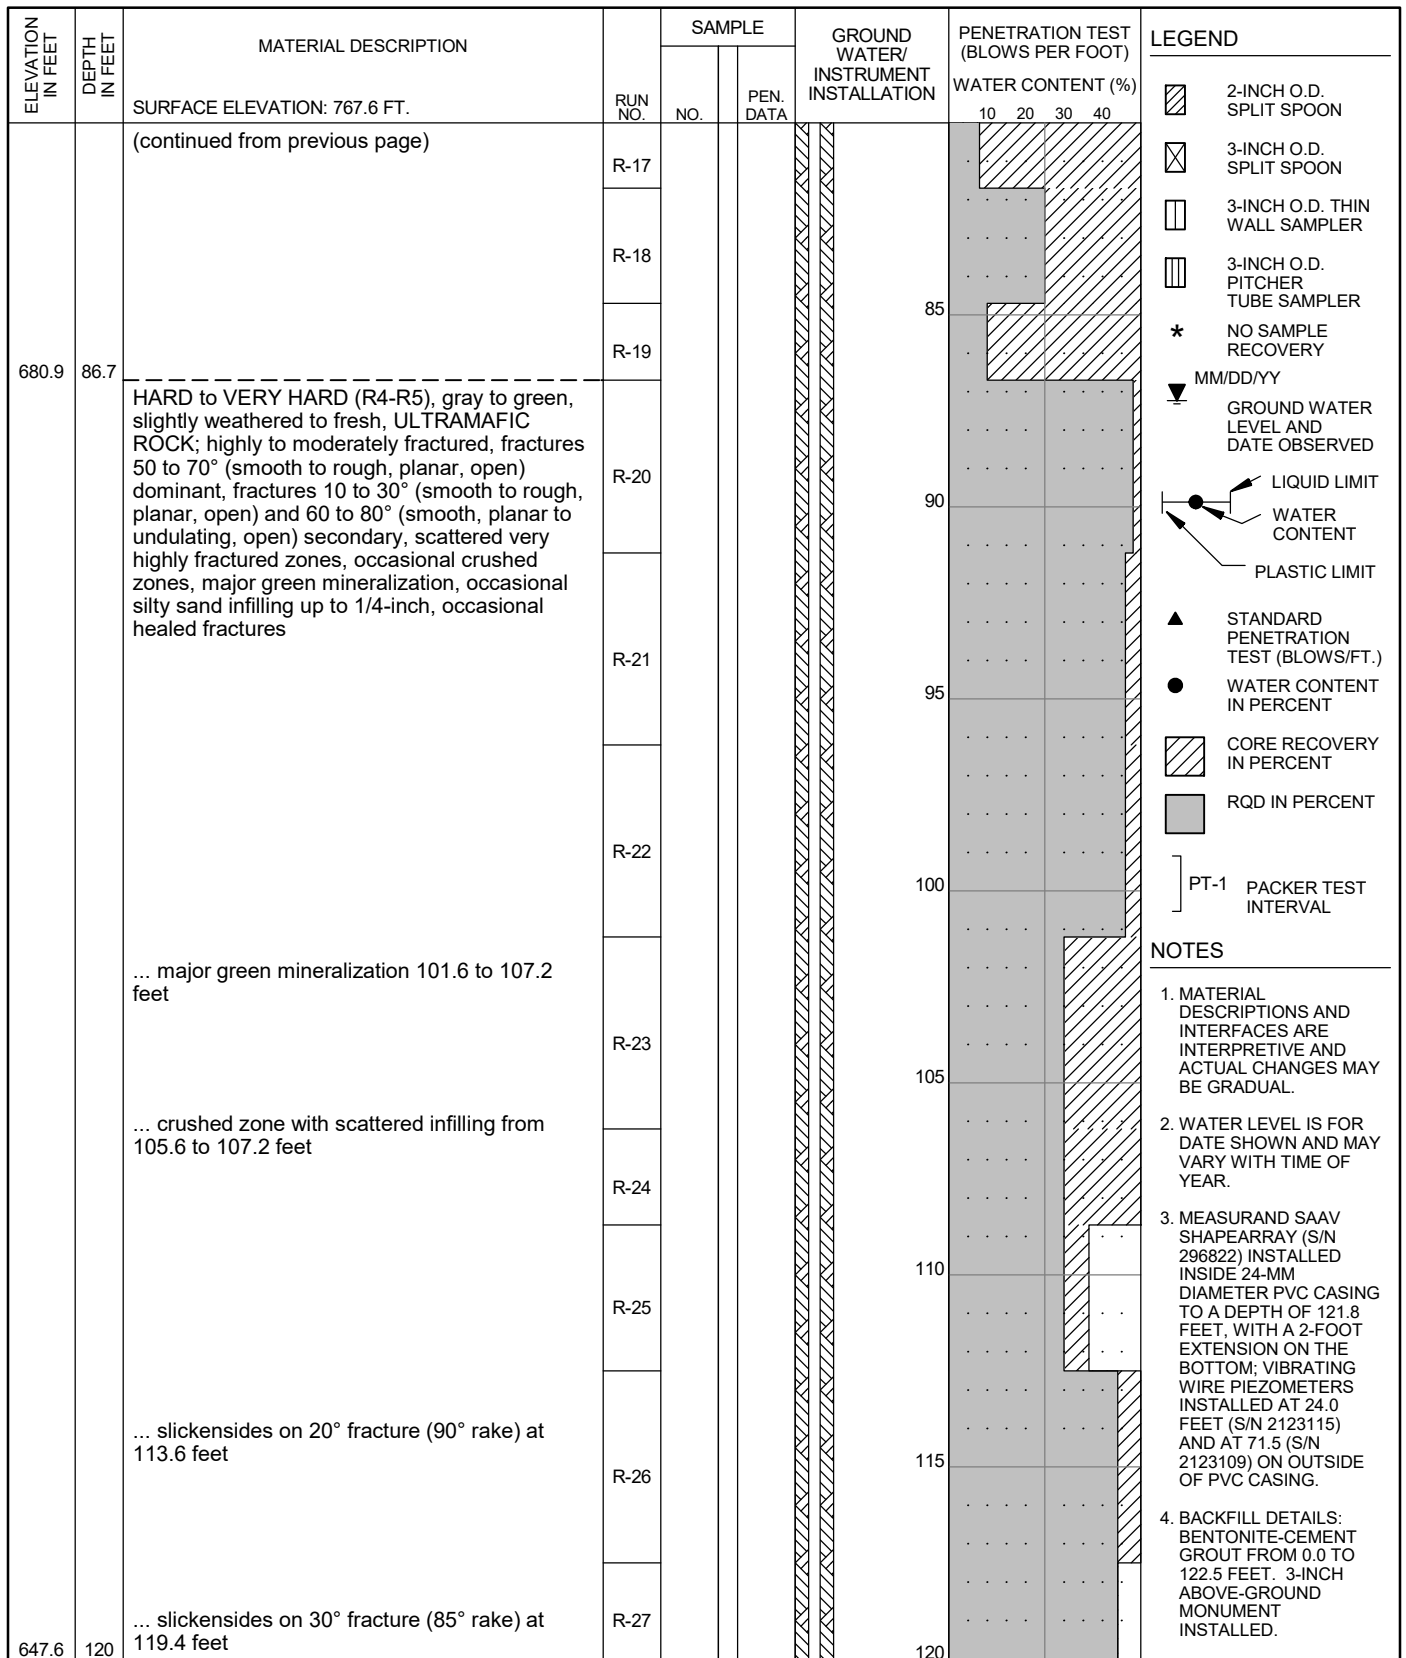 ELEVATION
IN FEET
DEPTH
IN FEET
MATERIAL DESCRIPTION
SURFACE ELEVATION: 767.6 FT.
RUN
NO.
SAMPLE
NO.
PEN.
DATA
GROUND
WATER/
INSTRUMENT
INSTALLATION
PENETRATION TEST
(BLOWS PER FOOT)
WATER CONTENT (%)
10 20 30 40
(continued from previous page)
R-17
R-18
85
R-19
680.9 86.7
HARD to VERY HARD (R4-R5), gray to green,
slightly weathered to fresh, ULTRAMAFIC
ROCK; highly to moderately fractured, fractures
50 to 70° (smooth to rough, planar, open)
dominant, fractures 10 to 30° (smooth to rough,
planar, open) and 60 to 80° (smooth, planar to
undulating, open) secondary, scattered very
highly fractured zones, occasional crushed
zones, major green mineralization, occasional
silty sand infilling up to 1/4-inch, occasional
healed fractures
R-20
90
R-21
95
R-22
100
... major green mineralization 101.6 to 107.2
feet
R-23
105
... crushed zone with scattered infilling from
105.6 to 107.2 feet
R-24
110
R-25
... slickensides on 20° fracture (90° rake) at
113.6 feet
115
R-26
... slickensides on 30° fracture (85° rake) at
119.4 feet
R-27
647.6 120
120
LEGEND
2-INCH O.D.
SPLIT SPOON
3-INCH O.D.
SPLIT SPOON
3-INCH O.D. THIN
WALL SAMPLER
3-INCH O.D.
PITCHER
TUBE SAMPLER
* NO SAMPLE
RECOVERY
MM/DD/YY
GROUND WATER
LEVEL AND
DATE OBSERVED
LIQUID LIMIT
WATER
CONTENT
PLASTIC LIMIT
STANDARD
PENETRATION
TEST (BLOWS/FT.)
WATER CONTENT
IN PERCENT
CORE RECOVERY
IN PERCENT
RQD IN PERCENT
PT-1 PACKER TEST
INTERVAL
NOTES
1. MATERIAL
DESCRIPTIONS AND
INTERFACES ARE
INTERPRETIVE AND
ACTUAL CHANGES MAY
BE GRADUAL.
2. WATER LEVEL IS FOR
DATE SHOWN AND MAY
VARY WITH TIME OF
YEAR.
3. MEASURAND SAAV
SHAPEARRAY (S/N
296822) INSTALLED
INSIDE 24-MM
DIAMETER PVC CASING
TO A DEPTH OF 121.8
FEET, WITH A 2-FOOT
EXTENSION ON THE
BOTTOM; VIBRATING
WIRE PIEZOMETERS
INSTALLED AT 24.0
FEET (S/N 2123115)
AND AT 71.5 (S/N
2123109) ON OUTSIDE
OF PVC CASING.
4. BACKFILL DETAILS:
BENTONITE-CEMENT
GROUT FROM 0.0 TO
122.5 FEET. 3-INCH
ABOVE-GROUND
MONUMENT
INSTALLED.